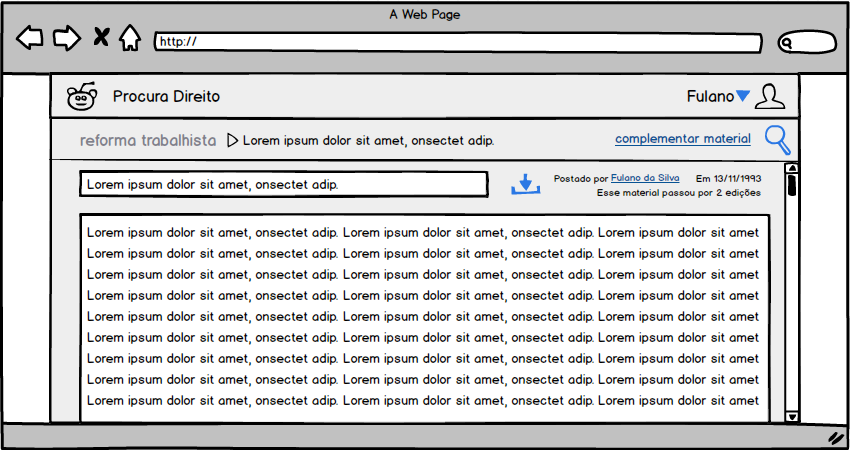 A Web Page
http://
Procura Direito
Fulano
reforma trabalhista
Lorem ipsum dolor sit amet, onsectet adip.
complementar material
Lorem ipsum dolor sit amet, onsectet adip.
Postado por Fulano da Silva Em 13/11/1993
Esse material passou por 2 edições
Lorem ipsum dolor sit amet, onsectet adip. Lorem ipsum dolor sit amet, onsectet adip. Lorem ipsum dolor sit amet
Lorem ipsum dolor sit amet, onsectet adip. Lorem ipsum dolor sit amet, onsectet adip. Lorem ipsum dolor sit amet
Lorem ipsum dolor sit amet, onsectet adip. Lorem ipsum dolor sit amet, onsectet adip. Lorem ipsum dolor sit amet
Lorem ipsum dolor sit amet, onsectet adip. Lorem ipsum dolor sit amet, onsectet adip. Lorem ipsum dolor sit amet
Lorem ipsum dolor sit amet, onsectet adip. Lorem ipsum dolor sit amet, onsectet adip. Lorem ipsum dolor sit amet
Lorem ipsum dolor sit amet, onsectet adip. Lorem ipsum dolor sit amet, onsectet adip. Lorem ipsum dolor sit amet
Lorem ipsum dolor sit amet, onsectet adip. Lorem ipsum dolor sit amet, onsectet adip. Lorem ipsum dolor sit amet
Lorem ipsum dolor sit amet, onsectet adip. Lorem ipsum dolor sit amet, onsectet adip. Lorem ipsum dolor sit amet
Lorem ipsum dolor sit amet, onsectet adip. Lorem ipsum dolor sit amet, onsectet adip. Lorem ipsum dolor sit amet